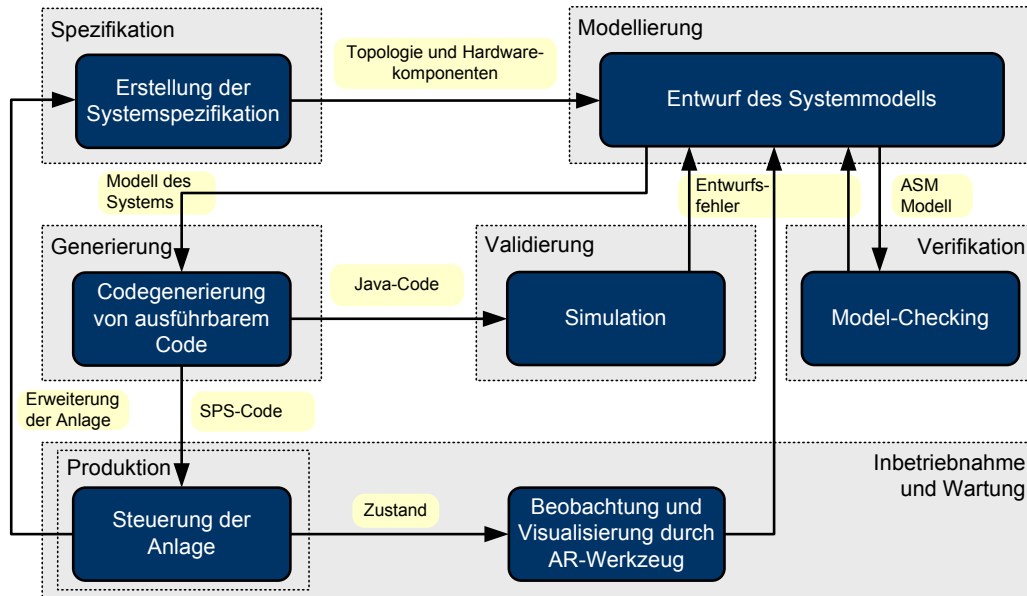 Spezifikation
Erstellung der
Systemspezifikation
Topologie und Hardware-
komponenten
Modellierung
Entwurf des Systemmodells
Modell des
Systems
Entwurfs-
fehler
ASM
Modell
Generierung
Codegenerierung
von ausführbarem
Code
Java-Code
Validierung
Simulation
Verifikation
Model-Checking
Erweiterung
der Anlage
SPS-Code
Produktion
Steuerung der
Anlage
Zustand
Beobachtung und
Visualisierung durch
AR-Werkzeug
Inbetriebnahme
und Wartung